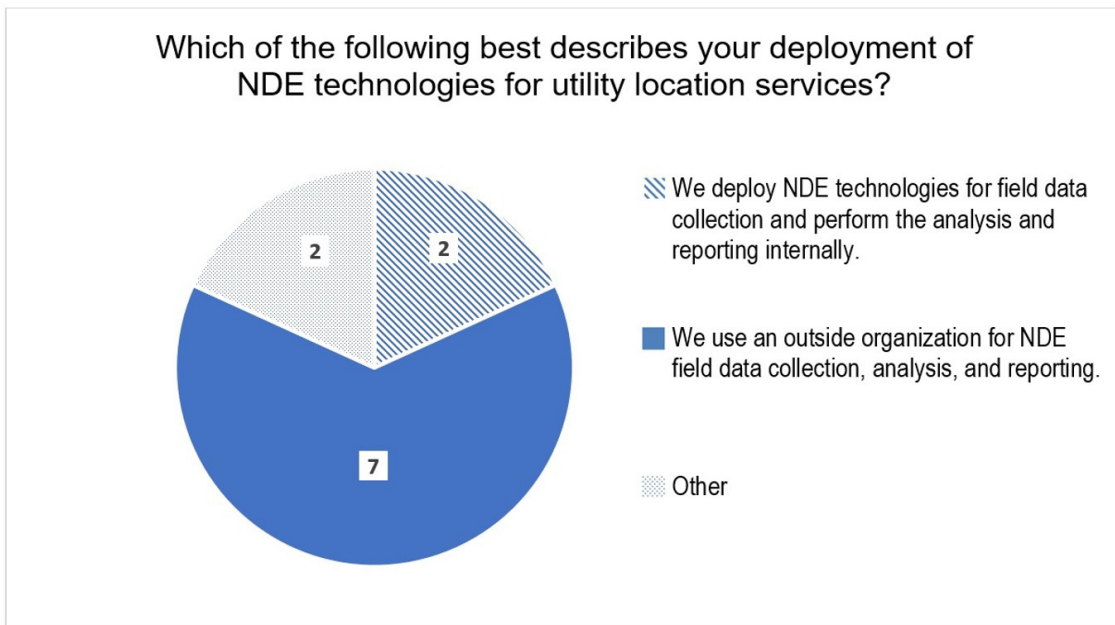 Which of the following best describes your deployment of
NDE technologies for utility location services?
2
2
7
We deploy NDE technologies for field data
collection and perform the analysis and
reporting internally.
We use an outside organization for NDE
field data collection, analysis, and reporting.
Other